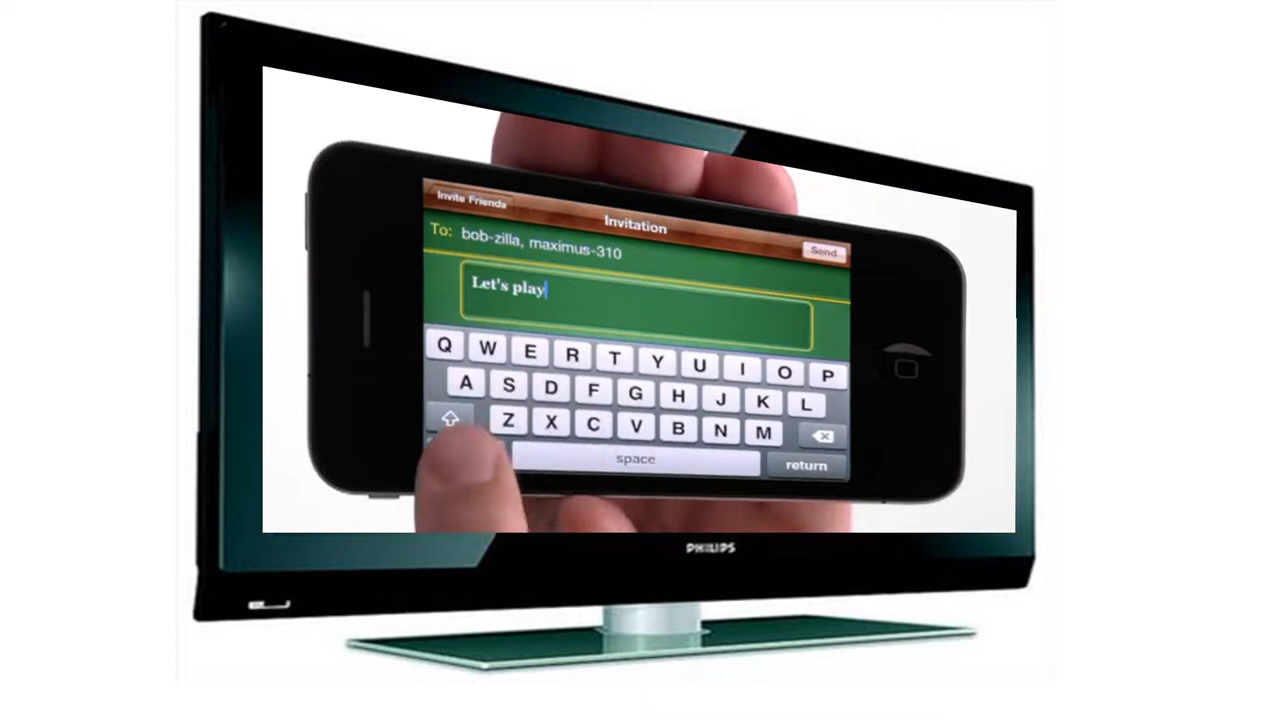 Invite Friends
Invitation
Send
To: bob-zilla, maximus-310
Let's play
Q W E R T Y U I O P
A S D F G H J K L
Z X C V B N M
space
return
PHILIPS